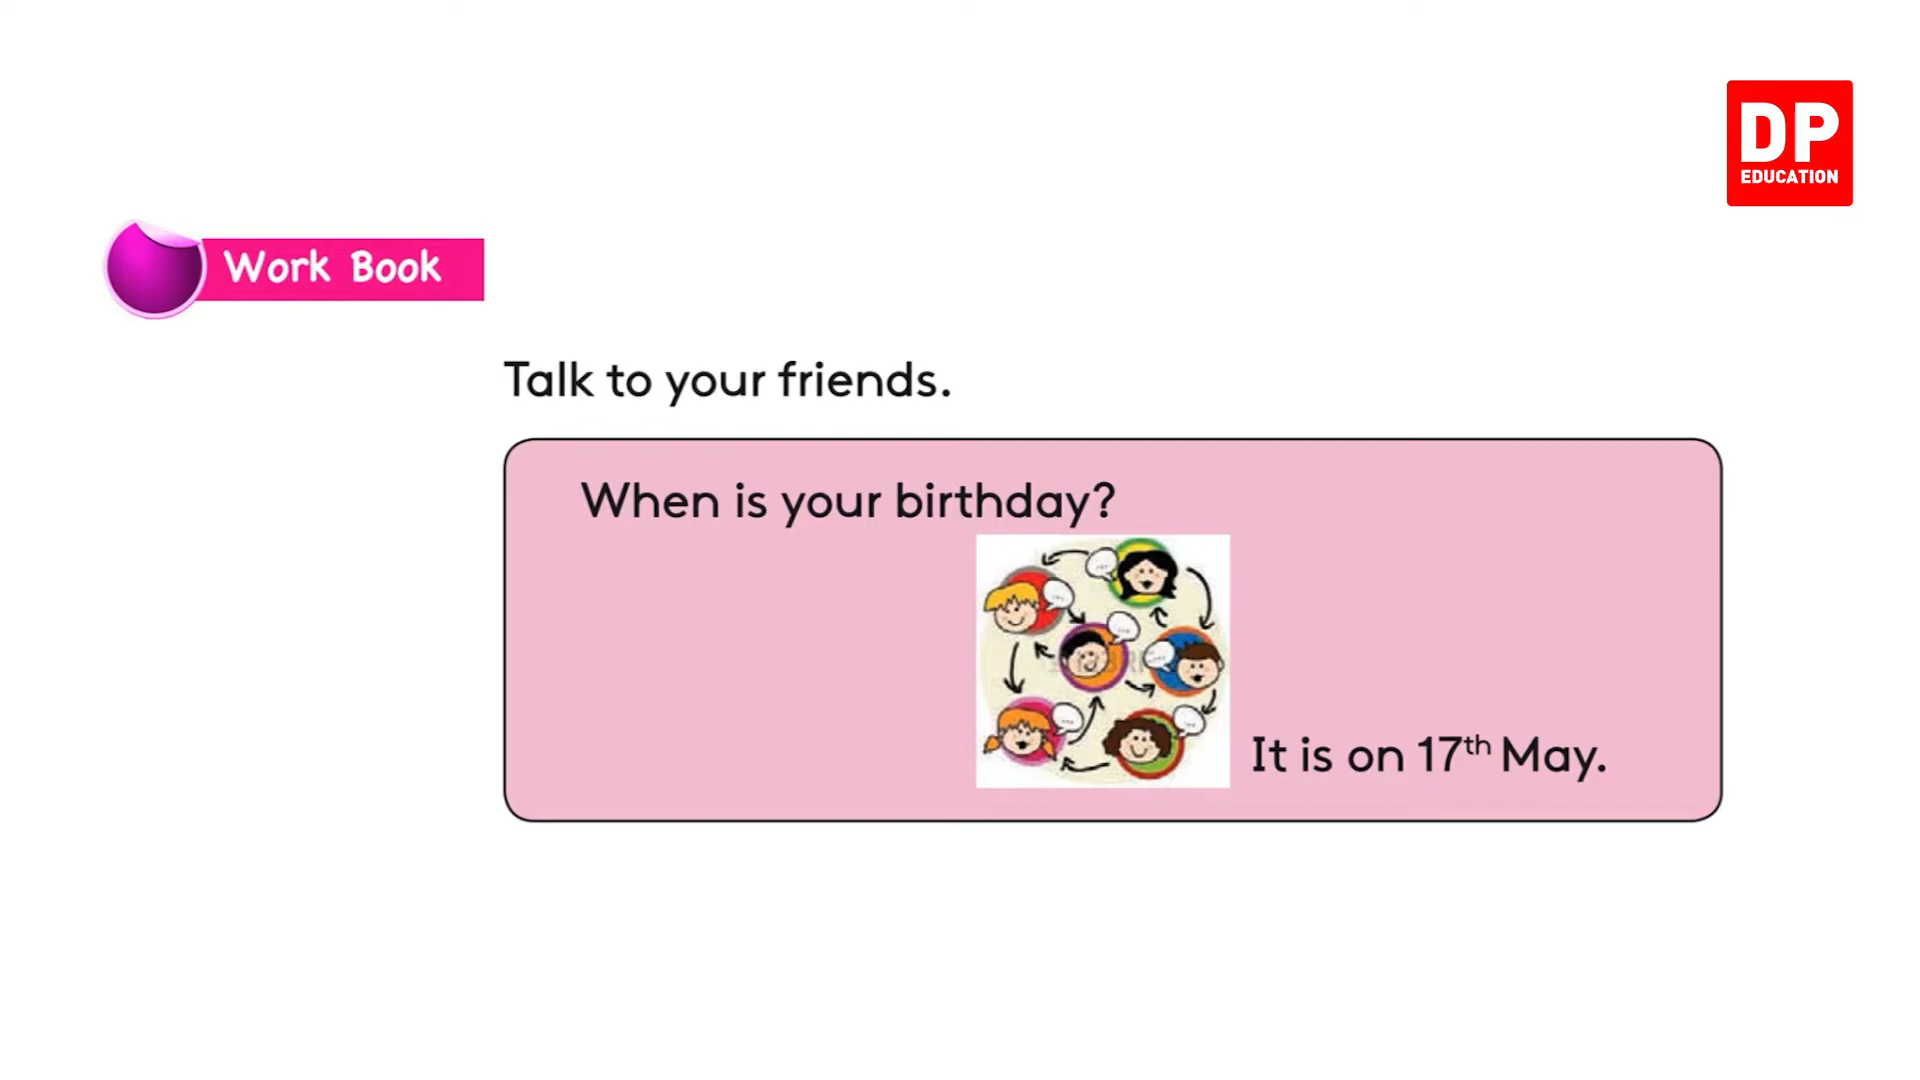 DP
EDUCATION
Work Book
Talk to your friends.
When is your birthday?
It is on 17th May.